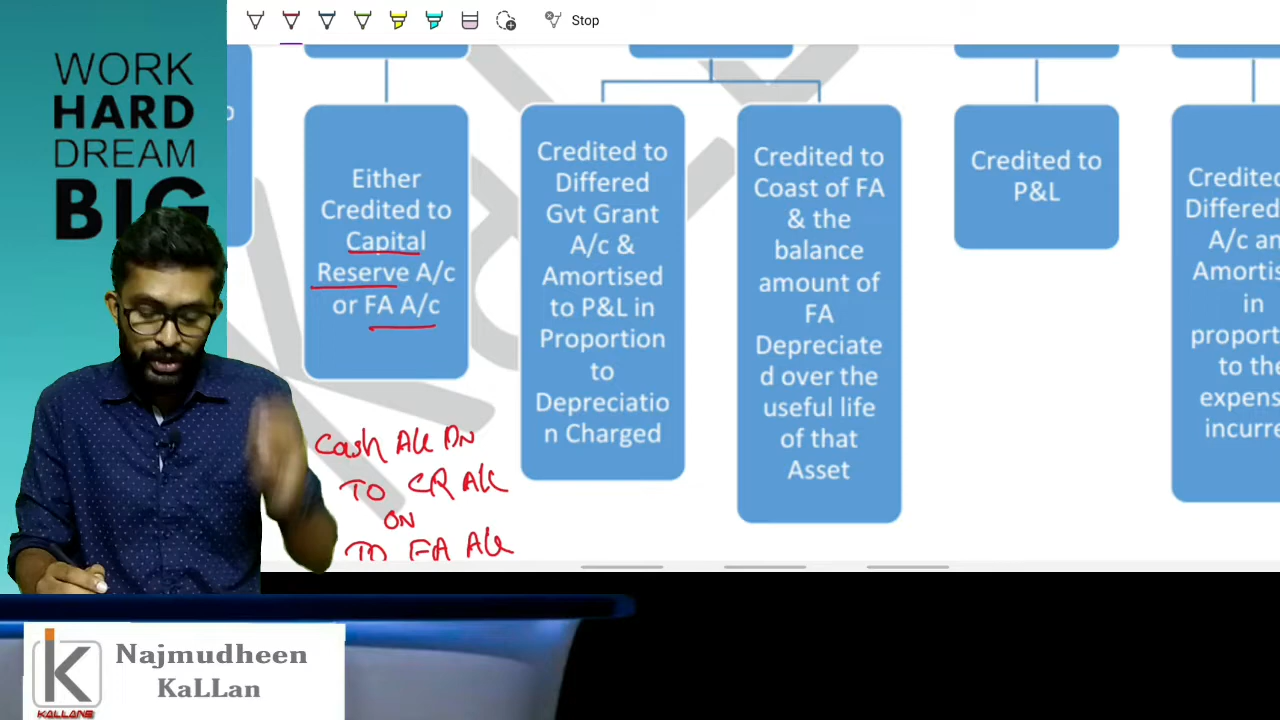 Stop
WORK
HARD
DREAM
BIG
Either
Credited to
Capital
Reserve A/c
or FA A/c
Credited to
Differed
Gvt Grant
A/c &
Amortised
to P&L in
Proportion
to
Depreciatio
n Charged
Credited to
Coast of FA
& the
balance
amount of
FA
Depreciate
d over the
useful life
of that
Asset
Credited to
P&L
Credited
Differed
A/c an
Amortis
in
proport
to the
expens
incurre
Cash A/c Dr
To CR A/c
or
To FA A/c
Najmudheen
KaLLan
KALLANS